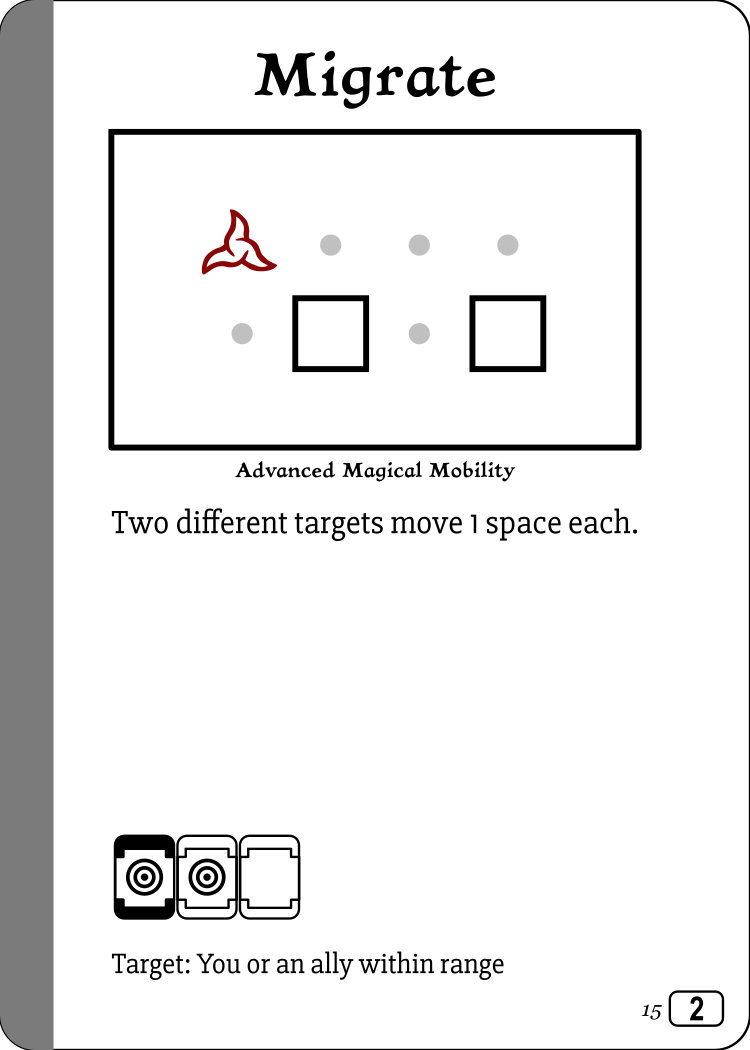 Migrate
Advanced Magical Mobility
Two different targets move 1 space each.
Target: You or an ally within range
15 2